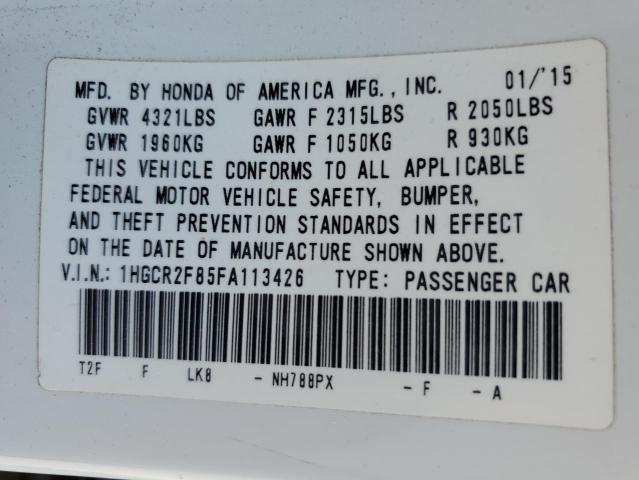 MFD. BY HONDA OF AMERICA MFG., INC. 01/'15
GVWR 4321LBS GAWR F 2315LBS R 2050LBS
GVWR 1960KG GAWR F 1050KG R 930KG
THIS VEHICLE CONFORMS TO ALL APPLICABLE
FEDERAL MOTOR VEHICLE SAFETY, BUMPER,
AND THEFT PREVENTION STANDARDS IN EFFECT
ON THE DATE OF MANUFACTURE SHOWN ABOVE.
V.I.N.: 1HGCR2F85FA113426 TYPE: PASSENGER CAR
T2F F LK8 - NH788PX - F - A